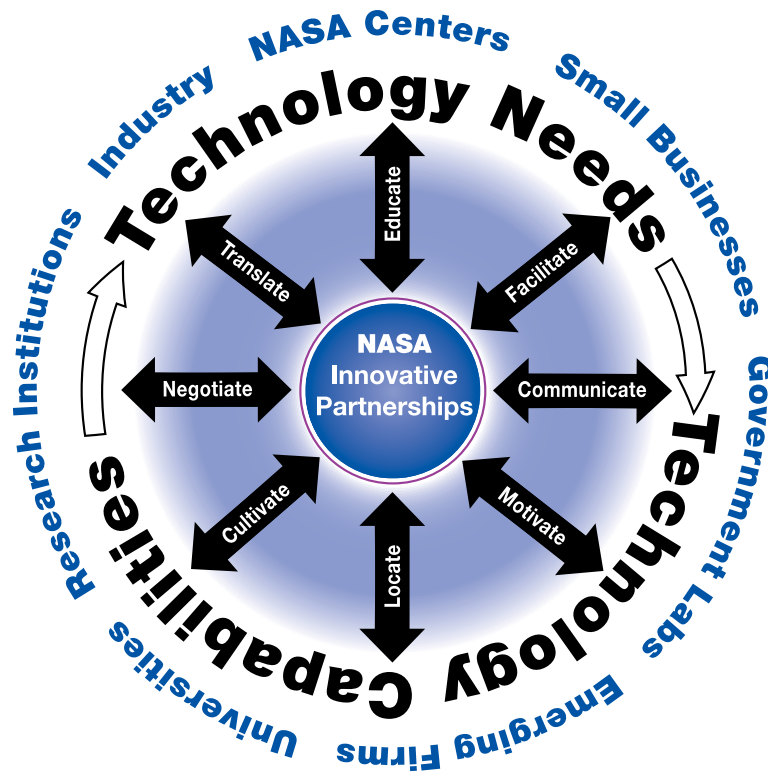 NASA Centers
Small Businesses
Government Labs
Emerging Firms
Universities
Research Institutions
Industry
Technology Needs
Technology Capabilities
Educate
Facilitate
Communicate
Motivate
Locate
Cultivate
Negotiate
Translate
NASA
Innovative
Partnerships